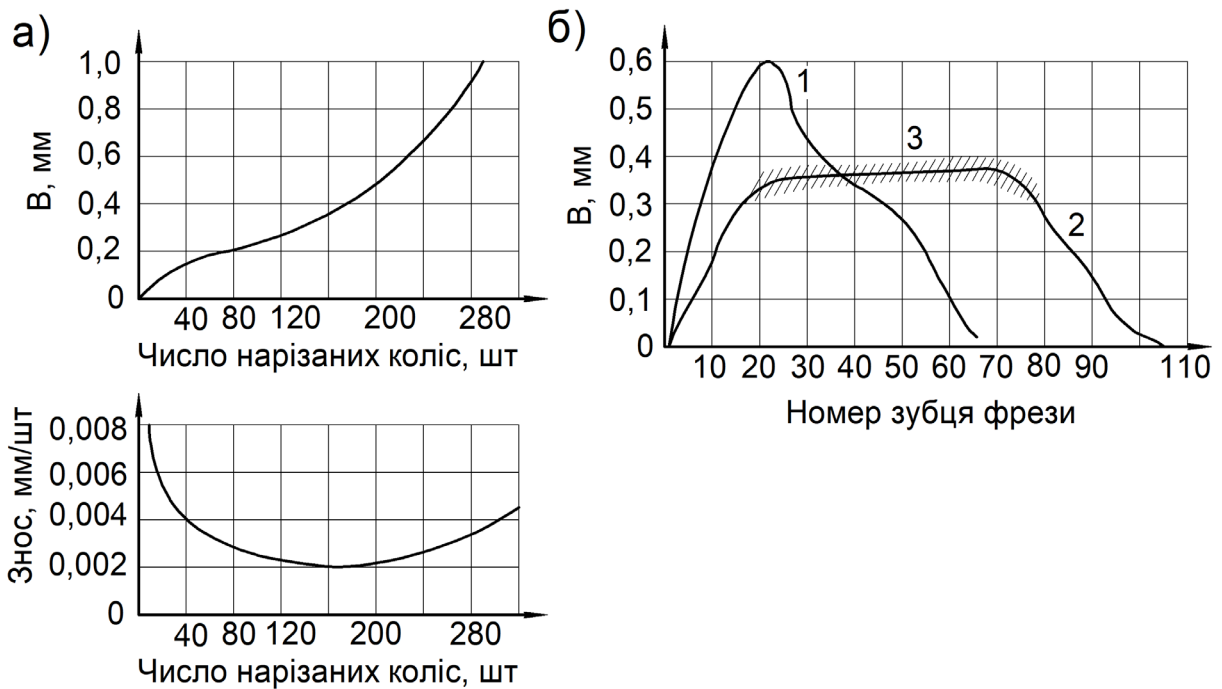 а)
В, мм
1,0
0,8
0,6
0,4
0,2
0
40 80 120 200 280
Число нарізаних коліс, шт
Знос, мм/шт
0,008
0,006
0,004
0,002
0
40 80 120 200 280
Число нарізаних коліс, шт
б)
В, мм
0,6
0,5
0,4
0,3
0,2
0,1
0
1
3
2
10 20 30 40 50 60 70 80 90 110
Номер зубця фрези